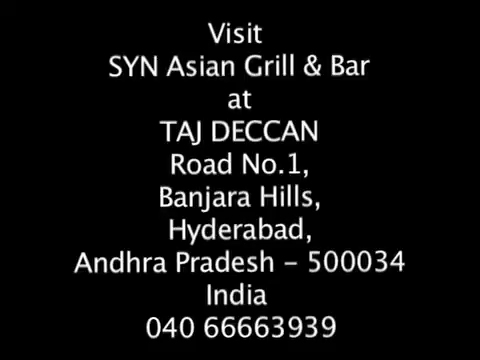 Visit
SYN Asian Grill & Bar
at
TAJ DECCAN
Road No.1,
Banjara Hills,
Hyderabad,
Andhra Pradesh - 500034
India
040 66663939